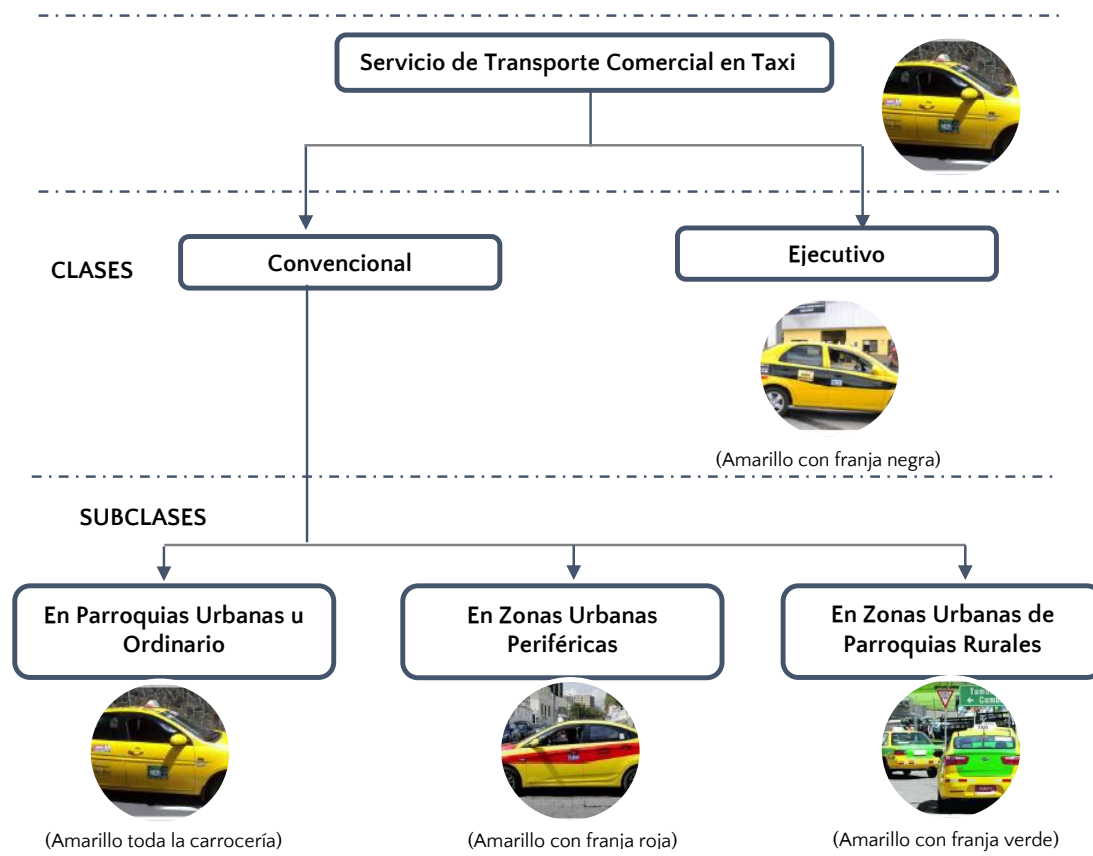 Servicio de Transporte Comercial en Taxi
CLASES
Convencional
Ejecutivo
(Amarillo con franja negra)
SUBCLASES
En Parroquias Urbanas u
Ordinario
En Zonas Urbanas
Periféricas
En Zonas Urbanas de
Parroquias Rurales
(Amarillo toda la carrocería)
(Amarillo con franja roja)
(Amarillo con franja verde)